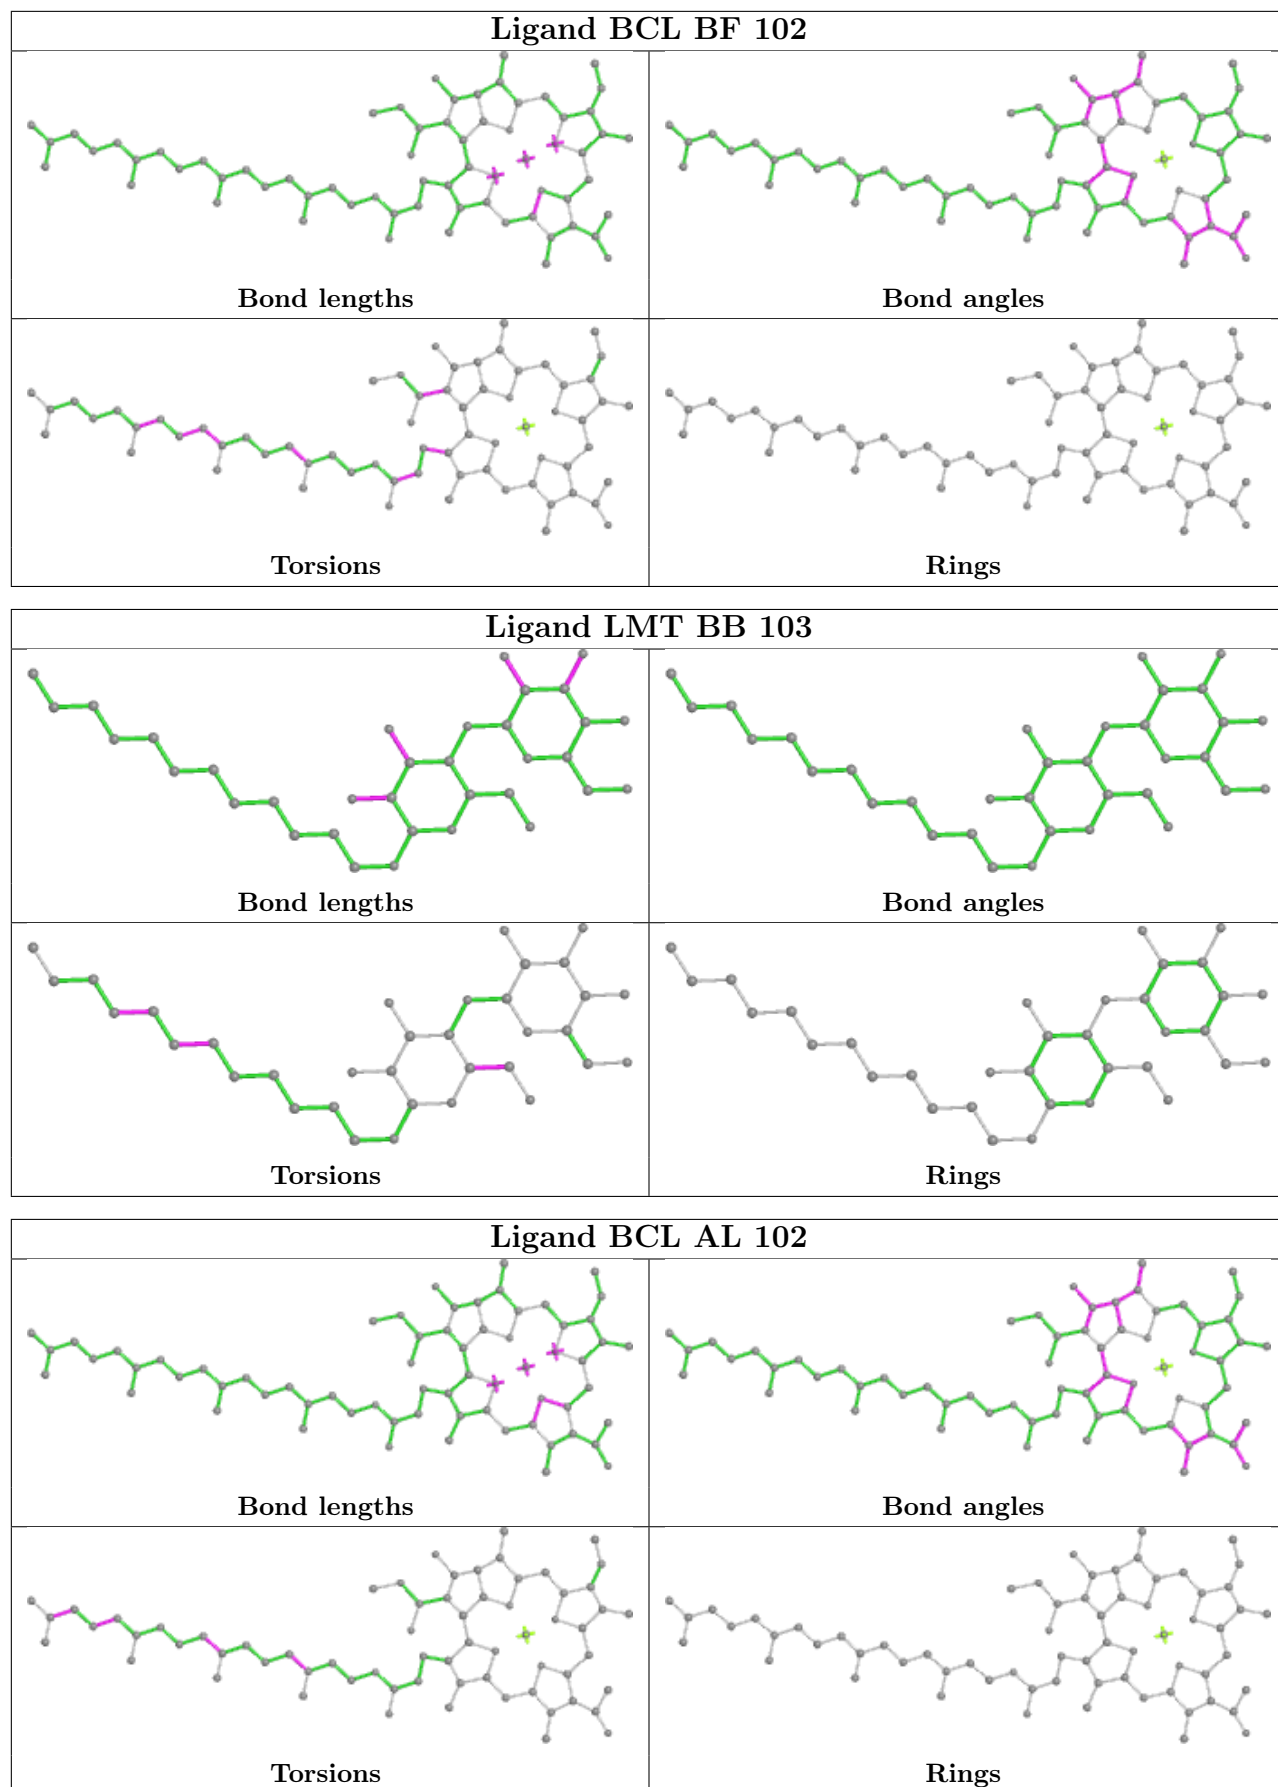 Ligand BCL BF 102
Bond lengths
Bond angles
Torsions
Rings
Ligand LMT BB 103
Bond lengths
Bond angles
Torsions
Rings
Ligand BCL AL 102
Bond lengths
Bond angles
Torsions
Rings